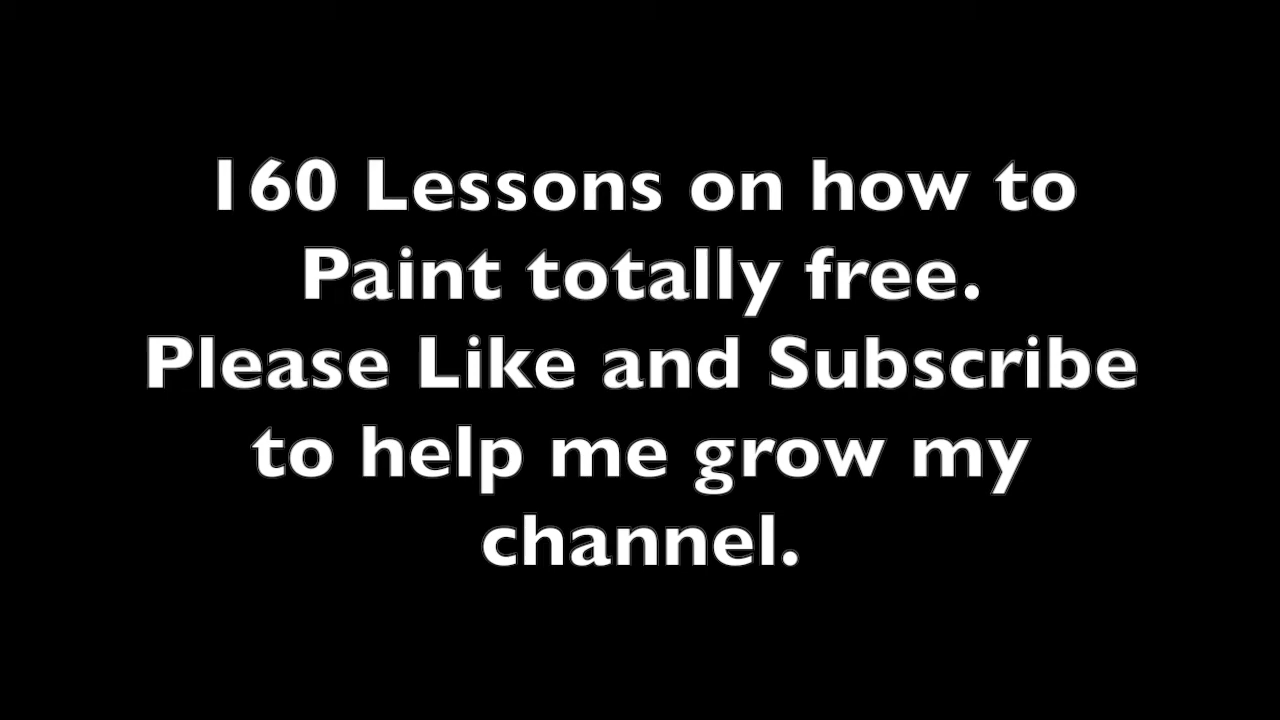 160 Lessons on how to
Paint totally free.
Please Like and Subscribe
to help me grow my
channel.